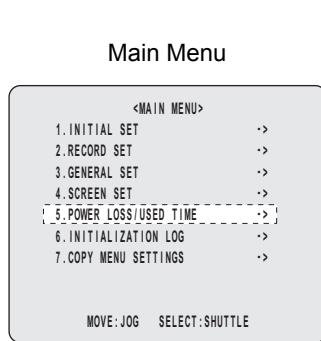 Main Menu
<MAIN MENU>
1.INITIAL SET ->
2.RECORD SET ->
3.GENERAL SET ->
4.SCREEN SET ->
5.POWER LOSS/USED TIME ->
6.INITIALIZATION LOG ->
7.COPY MENU SETTINGS ->
MOVE:JOG SELECT:SHUTTLE